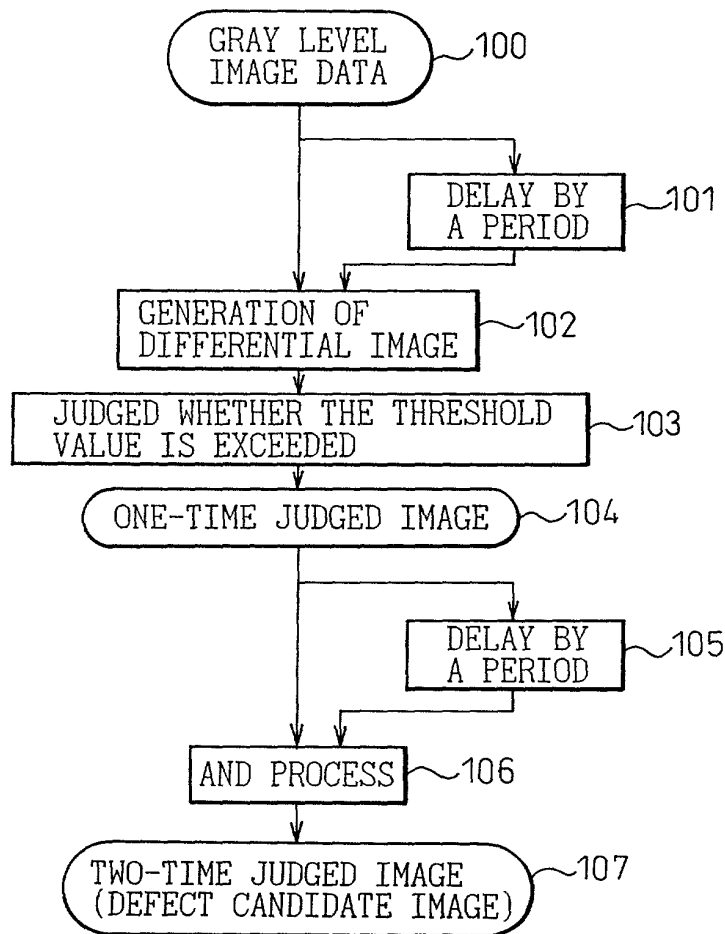 GRAY LEVEL
IMAGE DATA
100
DELAY BY
A PERIOD
101
GENERATION OF
DIFFERENTIAL IMAGE
102
JUDGED WHETHER THE THRESHOLD
VALUE IS EXCEEDED
103
ONE-TIME JUDGED IMAGE
104
DELAY BY
A PERIOD
105
AND PROCESS
106
TWO-TIME JUDGED IMAGE
(DEFECT CANDIDATE IMAGE)
107